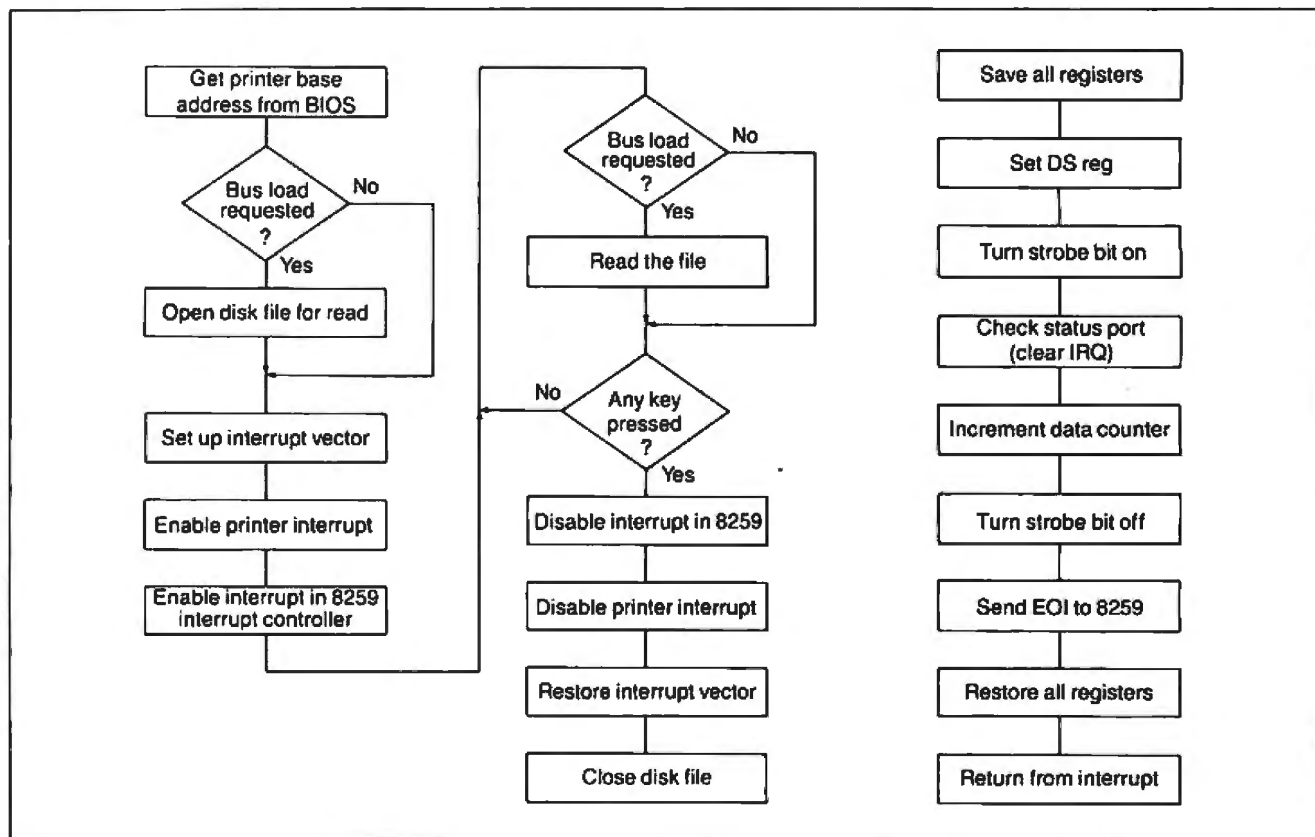 Get printer base
address from BIOS
Bus load
requested
?
No
Yes
Open disk file for read
Set up interrupt vector
Enable printer interrupt
Enable interrupt in 8259
interrupt controller
Bus load
requested
?
No
Yes
Read the file
No
Any key
pressed
?
Yes
Disable interrupt in 8259
Disable printer interrupt
Restore interrupt vector
Close disk file
Save all registers
Set DS reg
Turn strobe bit on
Check status port
(clear IRQ)
Increment data counter
Turn strobe bit off
Send EOI to 8259
Restore all registers
Return from interrupt